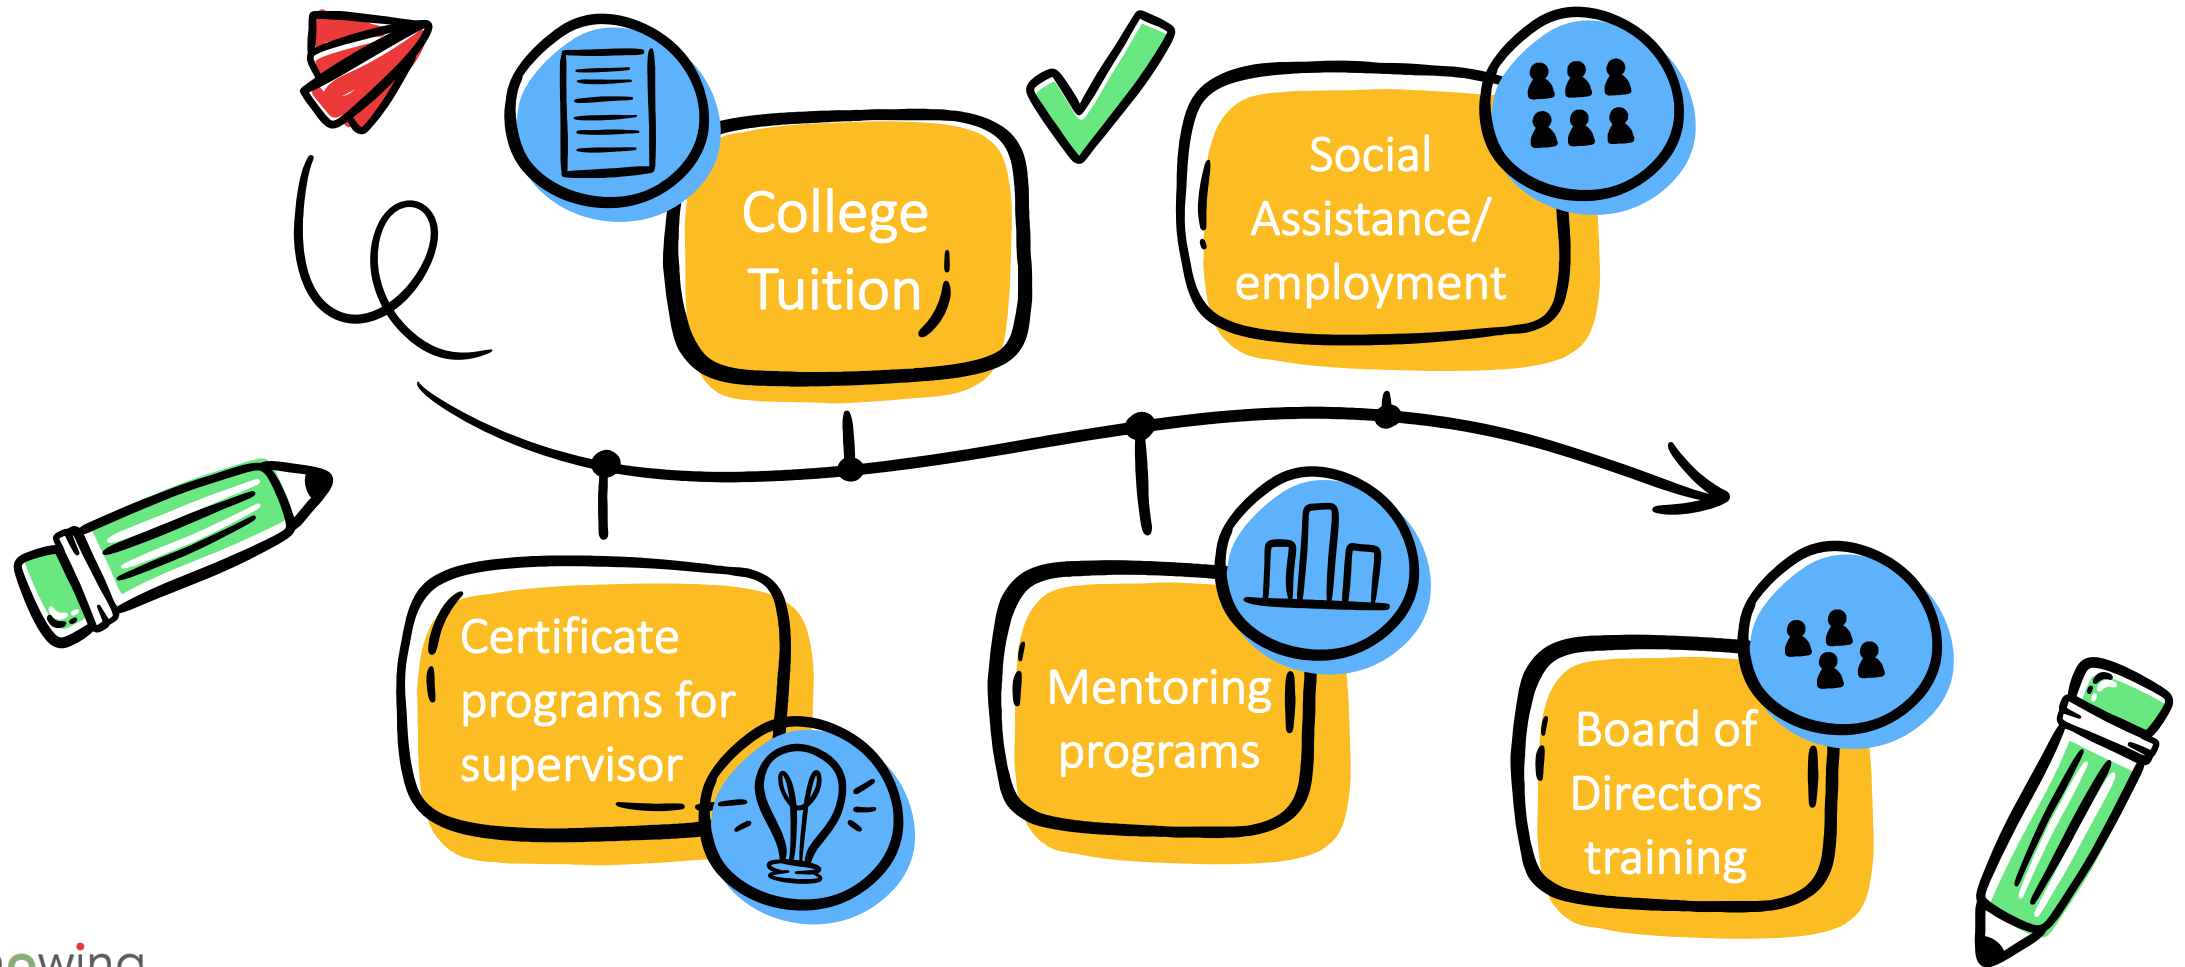 College
Tuition
Social
Assistance/
employment
Certificate
programs for
supervisor
Mentoring
programs
Board of
Directors
training